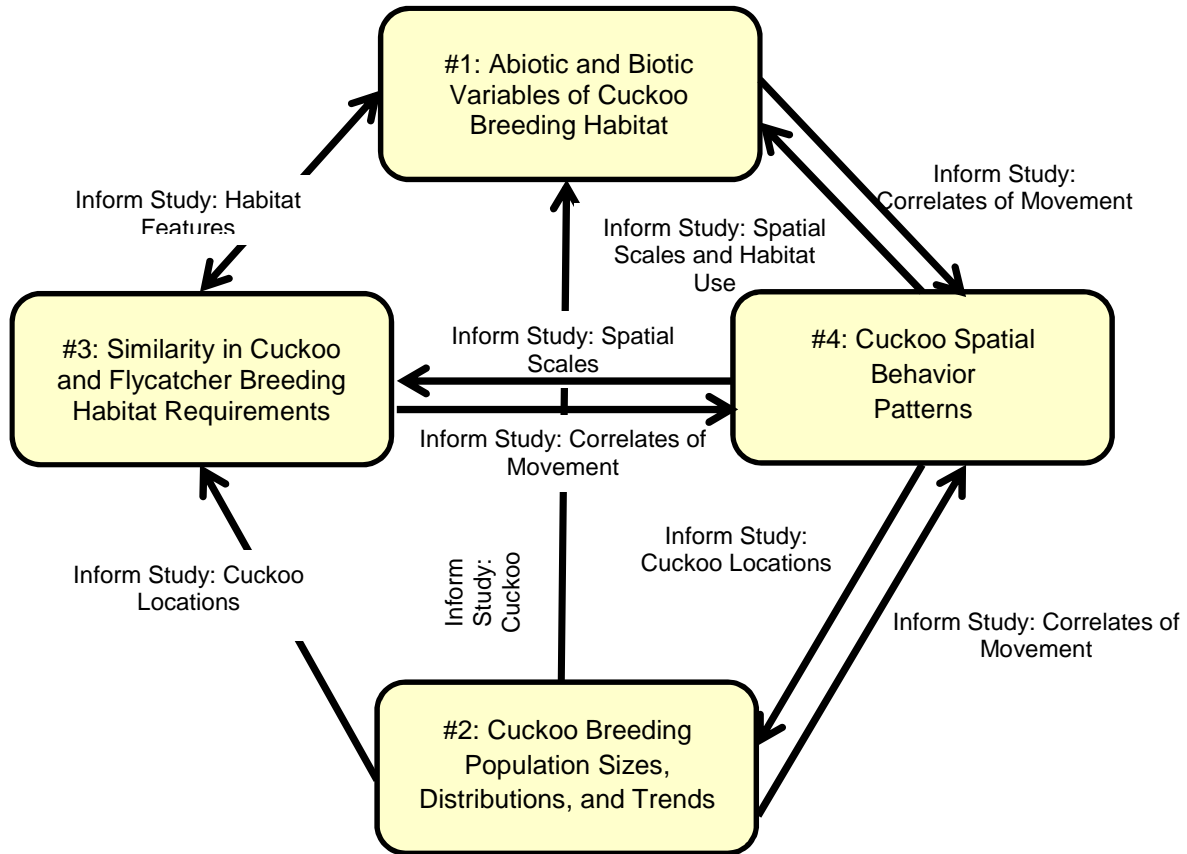 #1: Abiotic and Biotic
Variables of Cuckoo
Breeding Habitat
Inform Study: Habitat
Features
Inform Study: Spatial
Scales and Habitat
Use
Inform Study:
Correlates of Movement
#3: Similarity in Cuckoo
and Flycatcher Breeding
Habitat Requirements
Inform Study: Spatial
Scales
Inform Study: Correlates of
Movement
#4: Cuckoo Spatial
Behavior
Patterns
Inform Study: Cuckoo
Locations
Inform
Study:
Cuckoo
Inform Study:
Cuckoo Locations
Inform Study: Correlates of
Movement
#2: Cuckoo Breeding
Population Sizes,
Distributions, and Trends